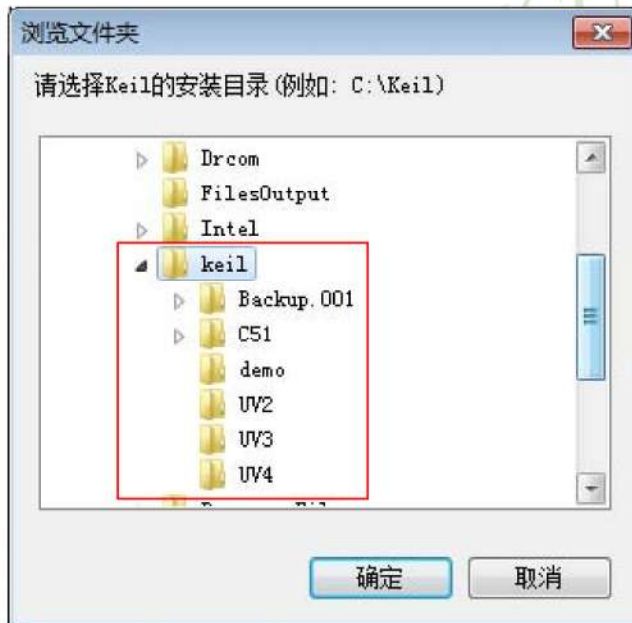 浏览文件夹
请选择Keil的安装目录(例如: C:\Keil)
Drcom
FilesOutput
Intel
keil
Backup.001
C51
demo
UV2
UV3
UV4
确定
取消